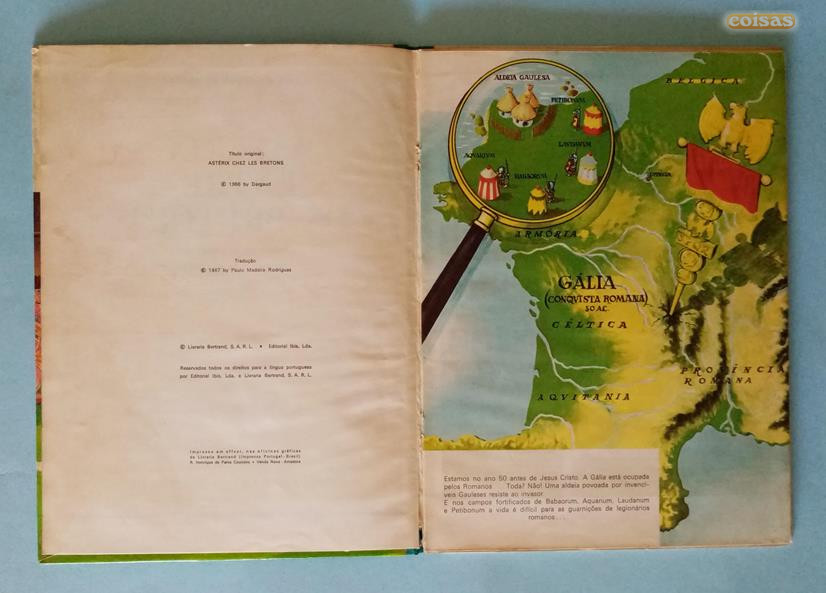 coisas
Título original:
ASTÉRIX CHEZ LES BRETONS
© 1966 by Dargaud
Tradução
© 1967 by Paulo Madeira Rodrigues
© Livraria Bertrand, S. A. R. L. • Editorial Ibis, Lda.
Reservados todos os direitos para a língua portuguesa
por Editorial Ibis, Lda. e Livraria Bertrand, S. A. R. L.
Impresso em offset, nas oficinas gráficas
da Livraria Bertrand (Imprensa Portugal-Brasil)
R. Henrique de Paiva Couceiro • Venda Nova - Amadora
BELGICA
ALDEIA GAULESA
PETIBONUM
LAUDANUM
AQUARIUM
BABAORUM
LUTECIA
ARMÓRIA
GÁLIA
(CONQUISTA ROMANA)
50 A.C.
CÉLTICA
PROVÍNCIA
ROMANA
AQVITANIA
Estamos no ano 50 antes de Jesus Cristo. A Gália está ocupada
pelos Romanos . . . Toda? Não! Uma aldeia povoada por invencí-
veis Gauleses resiste ao invasor.
E nos campos fortificados de Babaorum, Aquarium, Laudanum
e Petibonum a vida é difícil para as guarnições de legionários
romanos . . .